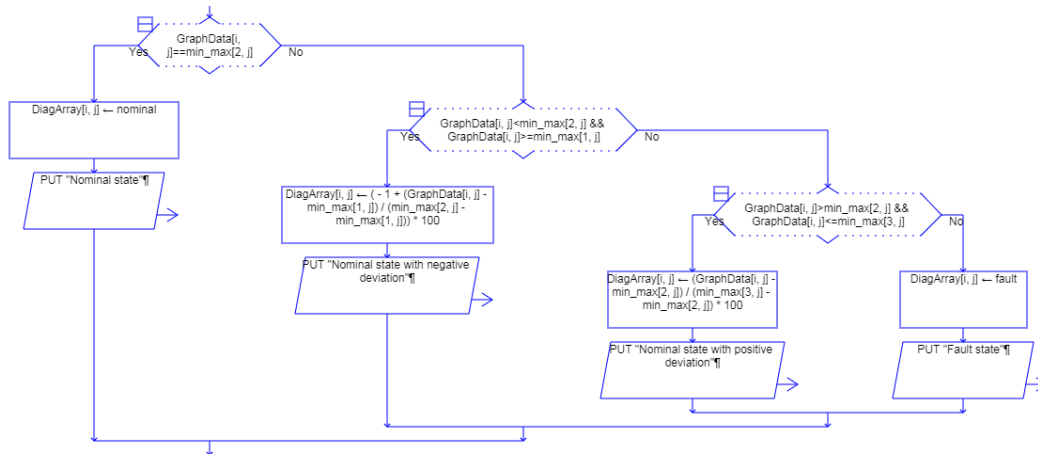 GraphData[i,
j]==min_max[2, j]
Yes
No
DiagArray[i, j] ← nominal
PUT "Nominal state"¶
GraphData[i, j]<min_max[2, j] &&
GraphData[i, j]>=min_max[1, j]
Yes
No
DiagArray[i, j] ← ( - 1 + (GraphData[i, j] -
min_max[1, j]) / (min_max[2, j] -
min_max[1, j])) * 100
PUT "Nominal state with negative
deviation"¶
GraphData[i, j]>min_max[2, j] &&
GraphData[i, j]<=min_max[3, j]
Yes
No
DiagArray[i, j] ← (GraphData[i, j] -
min_max[2, j]) / (min_max[3, j] -
min_max[2, j]) * 100
PUT "Nominal state with positive
deviation"¶
DiagArray[i, j] ← fault
PUT "Fault state"¶